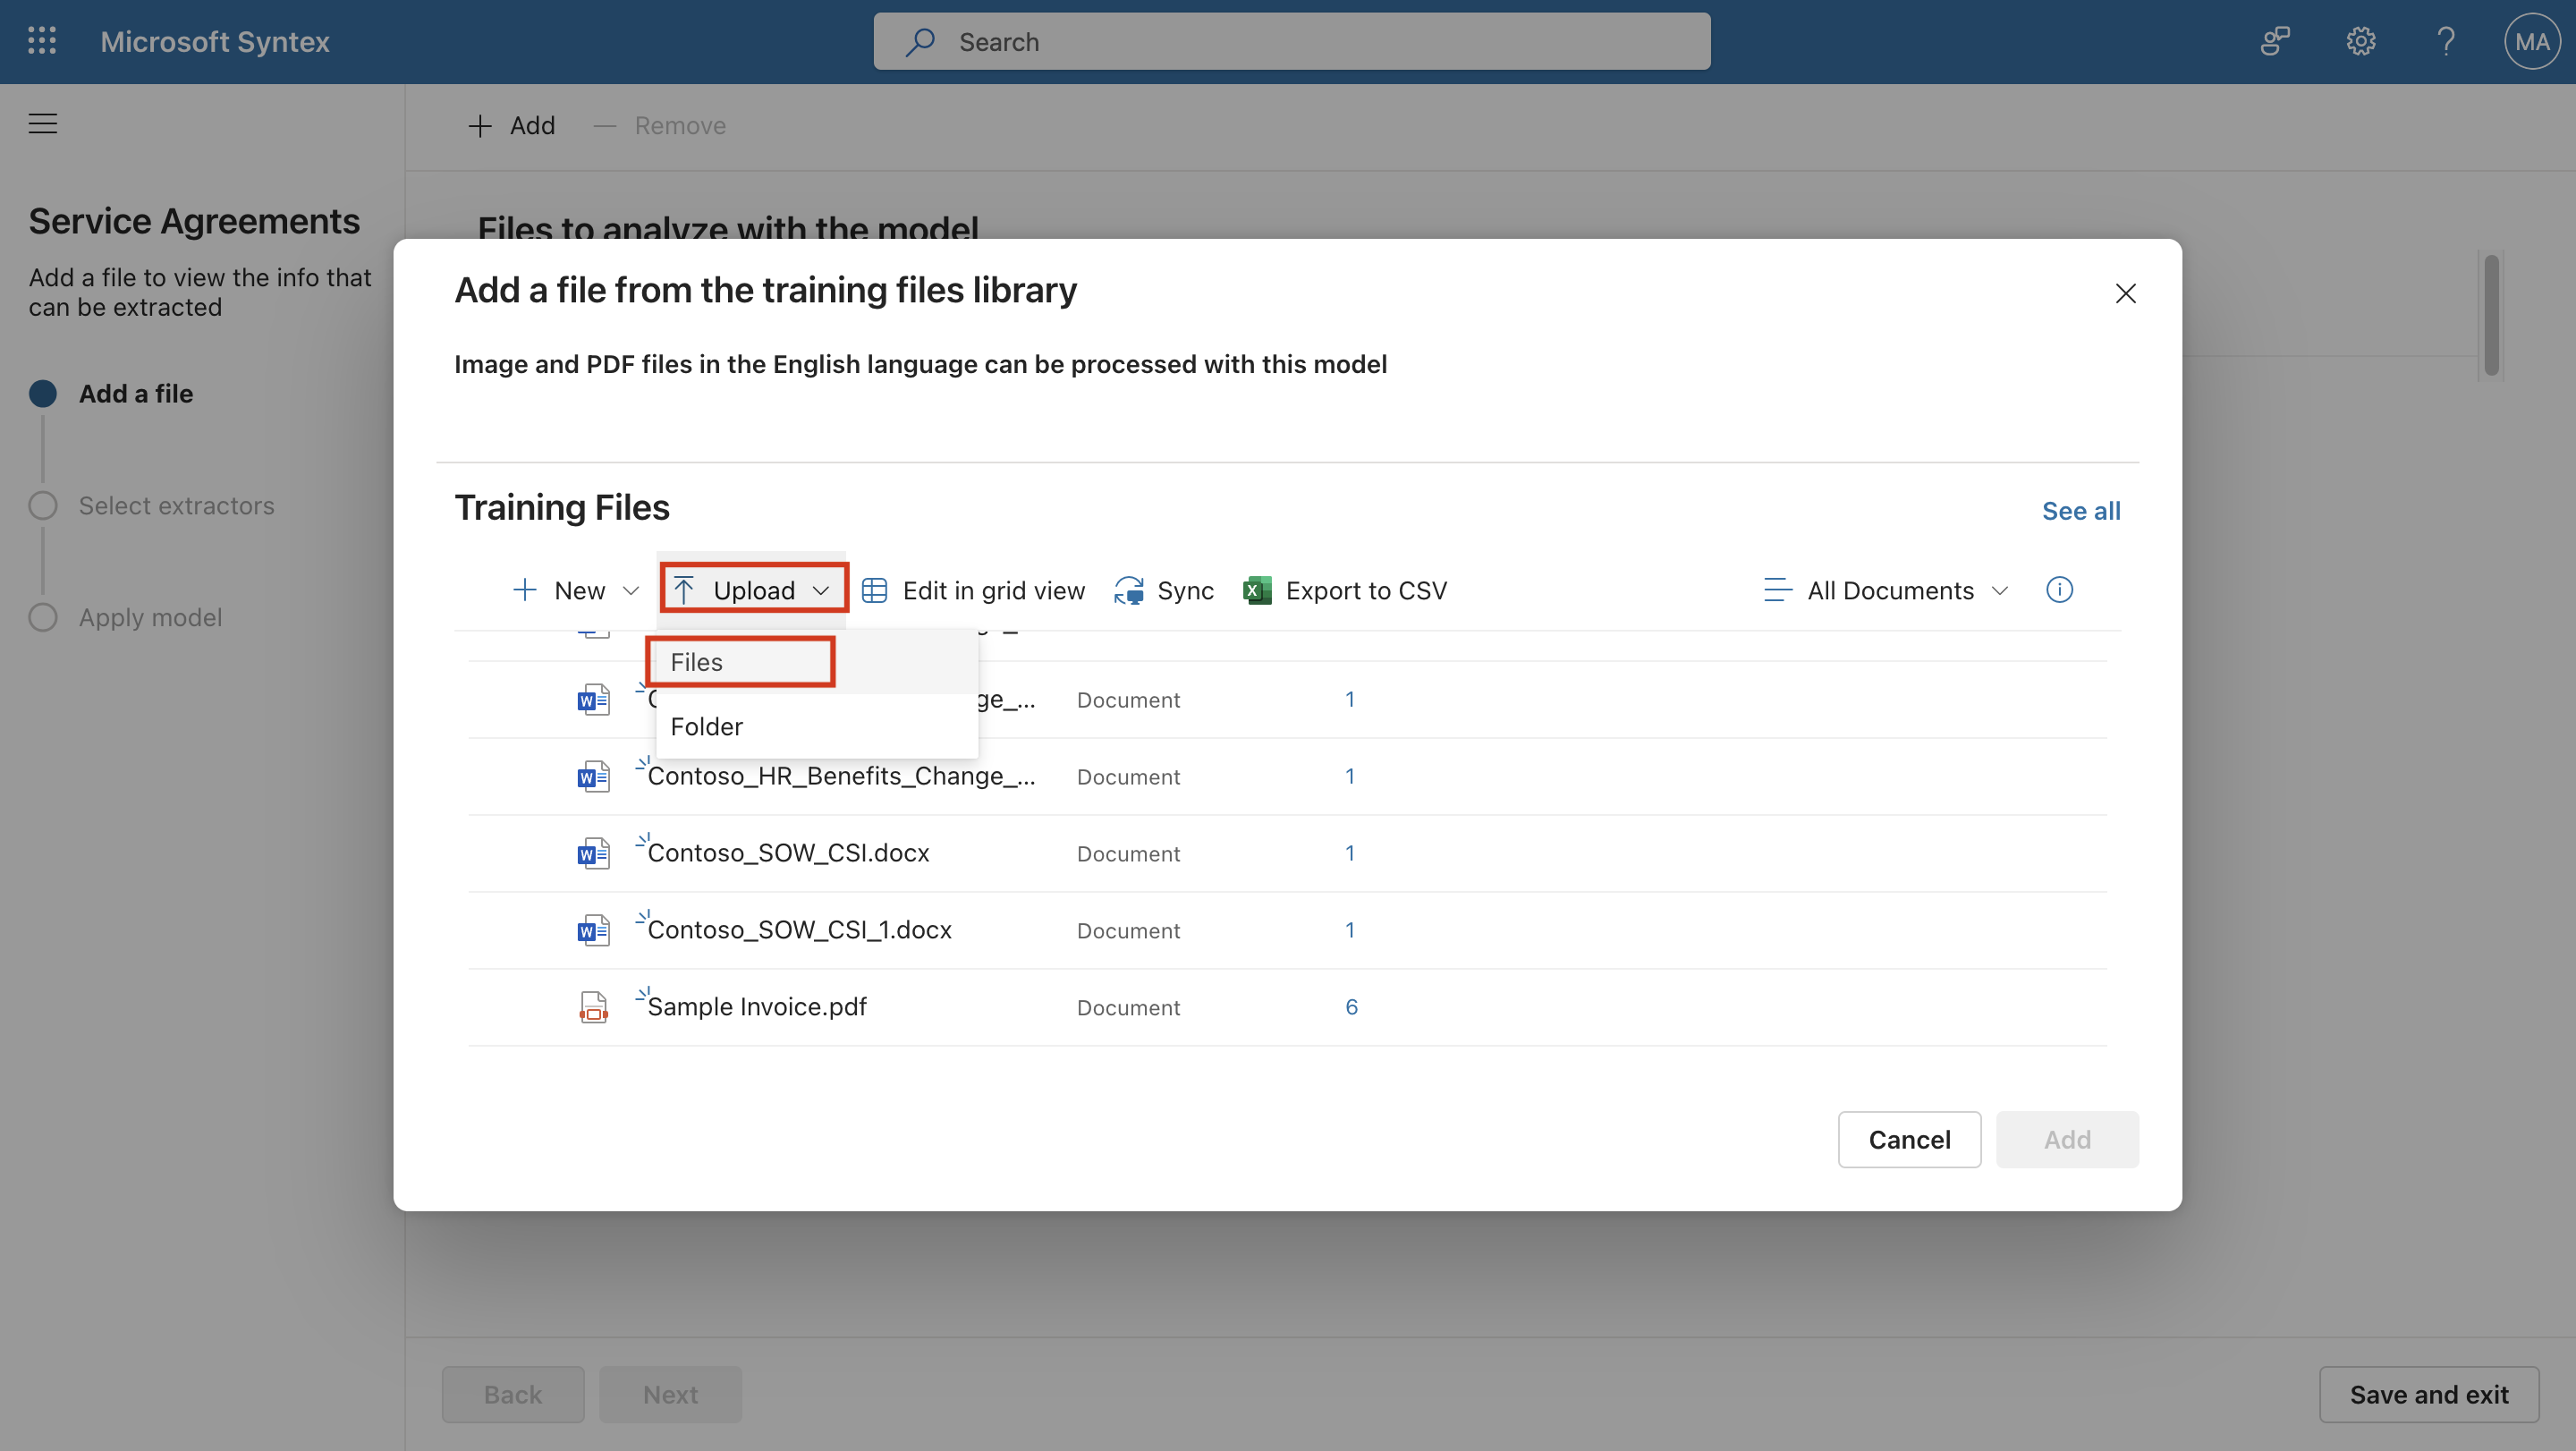 Microsoft Syntex
Search
MA
Add
Remove
Service Agreements
Add a file to view the info that
can be extracted
Add a file
Select extractors
Apply model
Files to analyze with the model
Add a file from the training files library
Image and PDF files in the English language can be processed with this model
Training Files
See all
New
Upload
Edit in grid view
Sync
Export to CSV
All Documents
Files
Folder
ge_...
Document
1
Contoso_HR_Benefits_Change_...
Document
1
Contoso_SOW_CSI.docx
Document
1
Contoso_SOW_CSI_1.docx
Document
1
Sample Invoice.pdf
Document
6
Cancel
Add
Back
Next
Save and exit